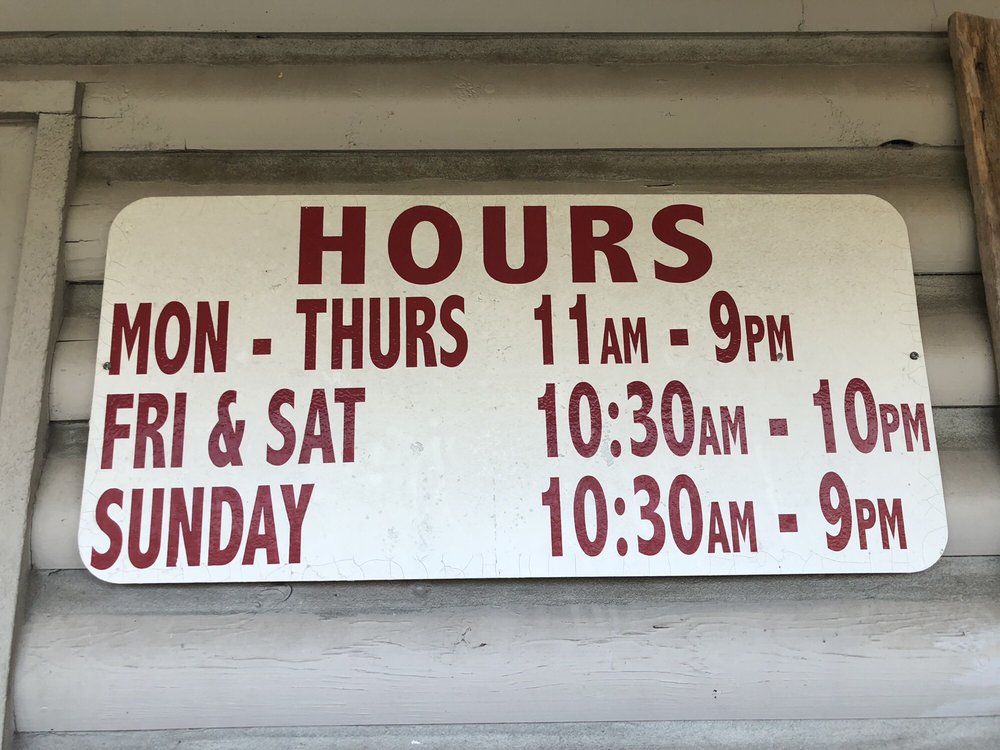 HOURS
MON - THURS 11AM - 9PM
FRI & SAT 10:30AM - 10PM
SUNDAY 10:30AM - 9PM